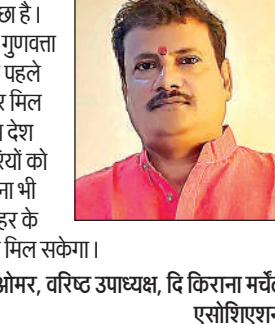 छा है।
गुणवत्ता
पहले
र मिल
देश
रियों को
ना भी
हर के
मिल सकेगा।
ओमर, वरिष्ठ उपाध्यक्ष, दि किराना मर्चेंट
एसोशिएशन